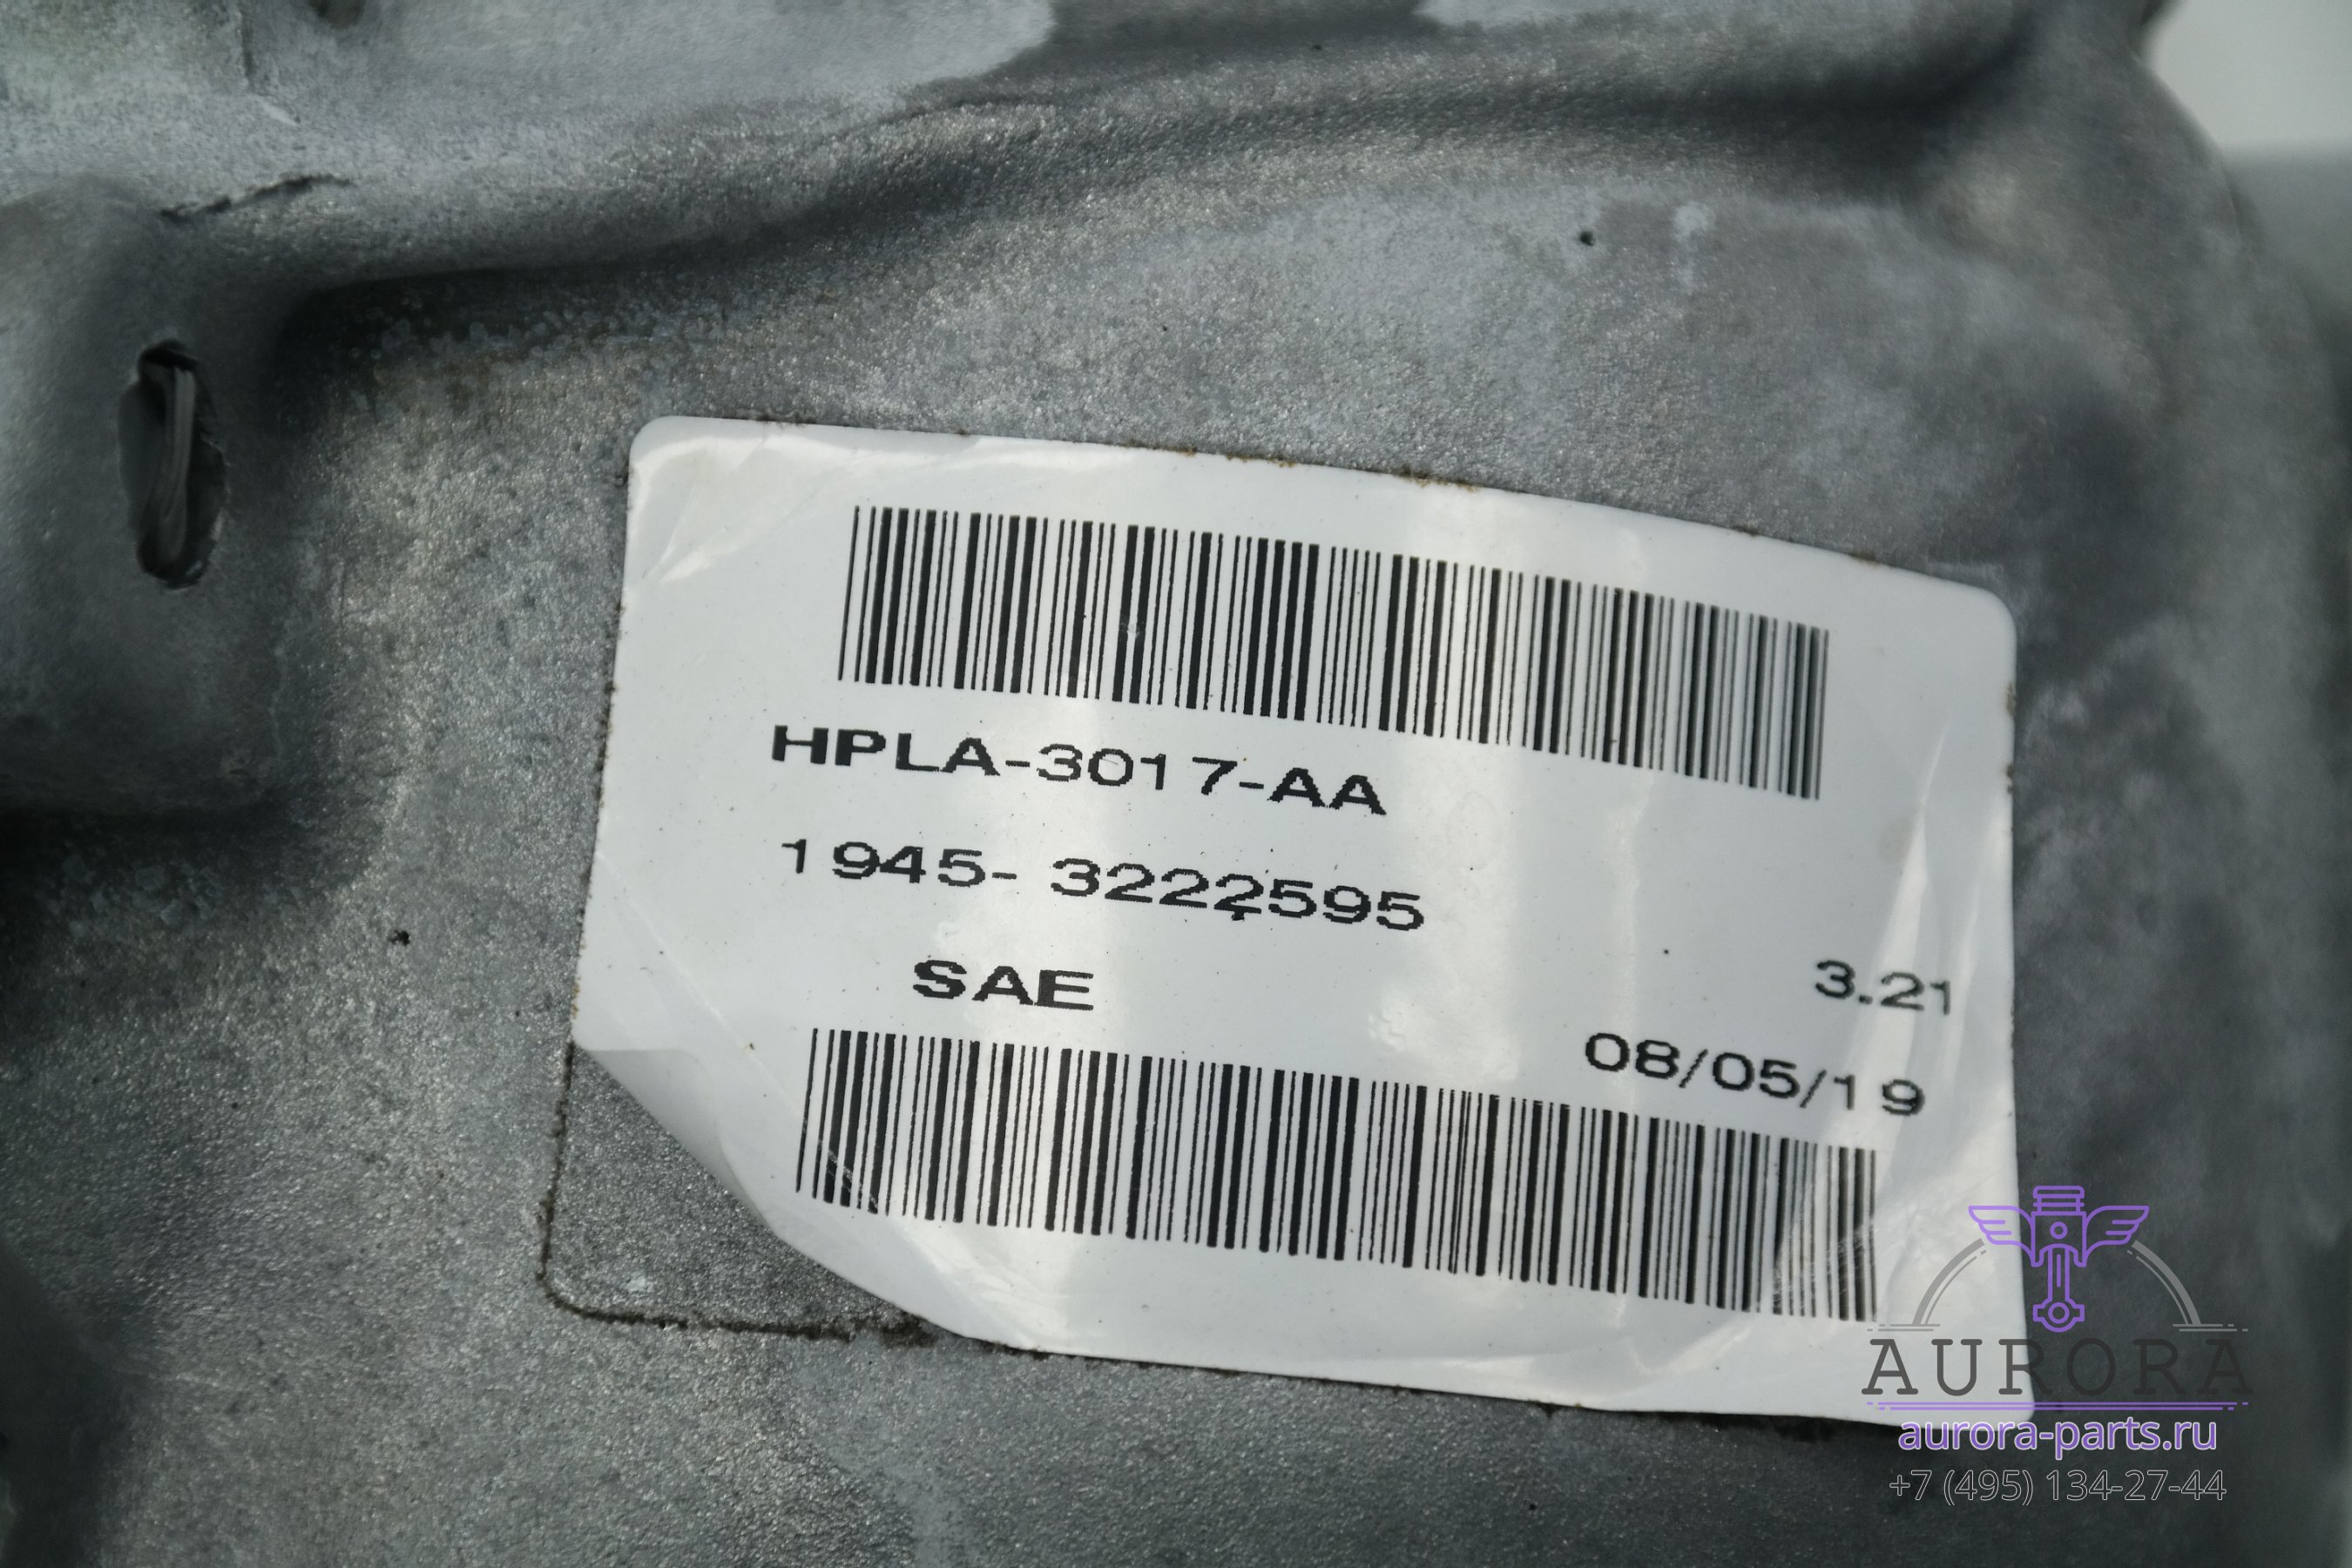 HPLA-3017-AA
1945- 3222595
SAE
3.21
08/05/19
AURORA
aurora-parts.ru
+7 (495) 134-27-44